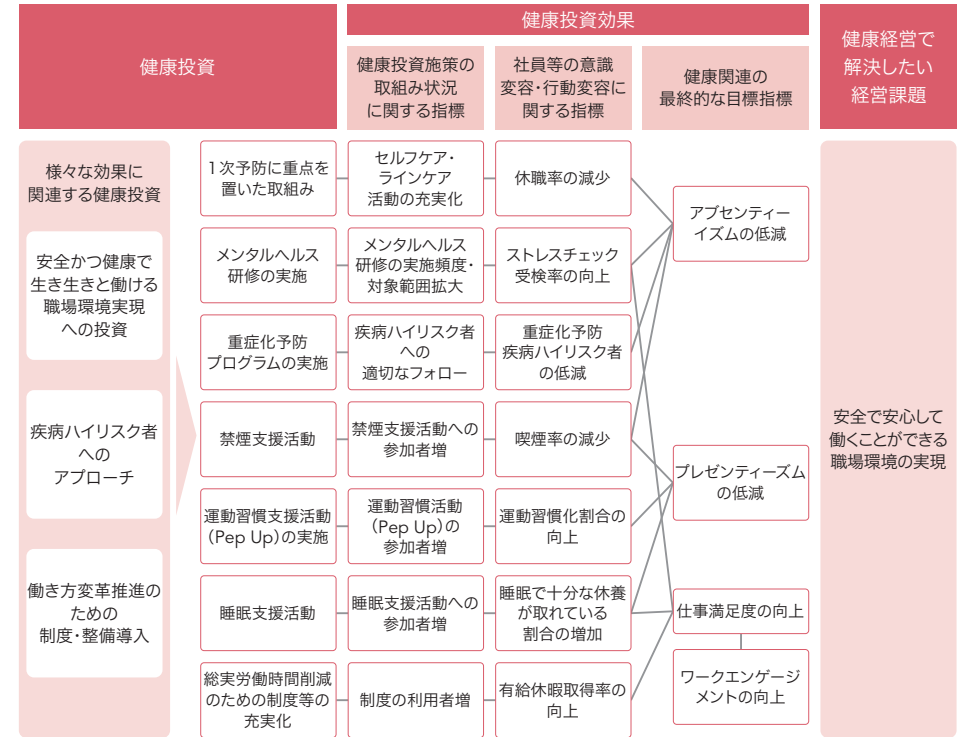 健康投資
健康投資効果
健康投資施策の
取組み状況
に関する指標
社員等の意識
変容・行動変容に
関する指標
健康関連の
最終的な目標指標
健康経営で
解決したい
経営課題
様々な効果に
関連する健康投資
安全かつ健康で
生き生きと働ける
職場環境実現
への投資
疾病ハイリスク者
への
アプローチ
働き方変革推進の
ための
制度・整備導入
1次予防に重点を
置いた取組み
セルフケア・
ラインケア
活動の充実化
休職率の減少
メンタルヘルス
研修の実施
メンタルヘルス
研修の実施頻度・
対象範囲拡大
ストレスチェック
受検率の向上
重症化予防
プログラムの実施
疾病ハイリスク者
への
適切なフォロー
重症化予防
疾病ハイリスク者
の低減
禁煙支援活動
禁煙支援活動への
参加者増
喫煙率の減少
運動習慣支援活動
(Pep Up)の実施
運動習慣活動
(Pep Up)の
参加者増
運動習慣化割合の
向上
睡眠支援活動
睡眠支援活動への
参加者増
睡眠で十分な休養
が取れている
割合の増加
総実労働時間削減
のための制度等の
充実化
制度の利用者増
有給休暇取得率の
向上
アブセンティー
イズムの低減
プレゼンティーズム
の低減
仕事満足度の向上
ワークエンゲージ
メントの向上
安全で安心して
働くことができる
職場環境の実現